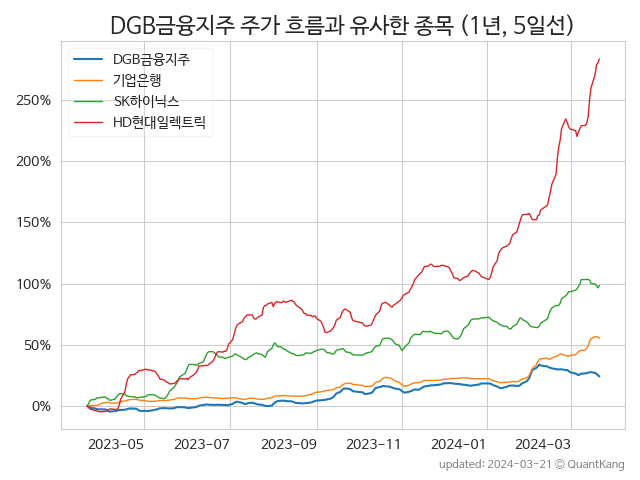 DGB금융지주 주가 흐름과 유사한 종목 (1년, 5일선)
DGB금융지주
기업은행
SK하이닉스
HD현대일렉트릭
250%
200%
150%
100%
50%
0%
2023-05 2023-07 2023-09 2023-11 2024-01 2024-03
updated: 2024-03-21 © QuantKang